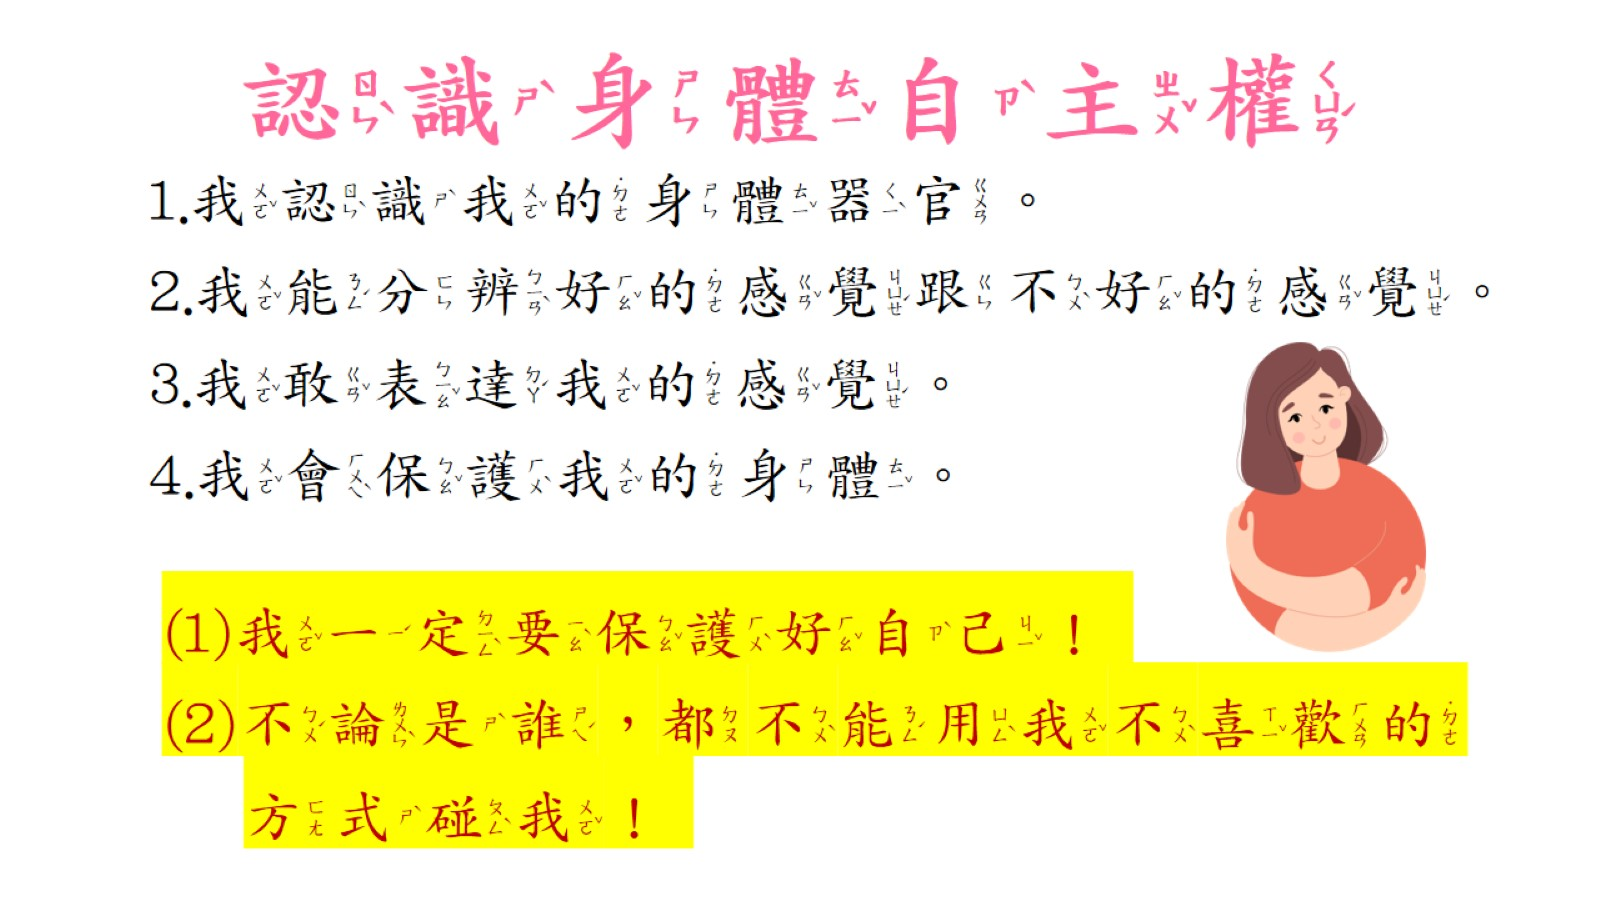 認識身體自主權
1.我認識我的身體器官。
2.我能分辨好的感覺跟不好的感覺。
3.我敢表達我的感覺。
4.我會保護我的身體。
(1)我一定要保護好自己！
(2)不論是誰，都不能用我不喜歡的
方式碰我！